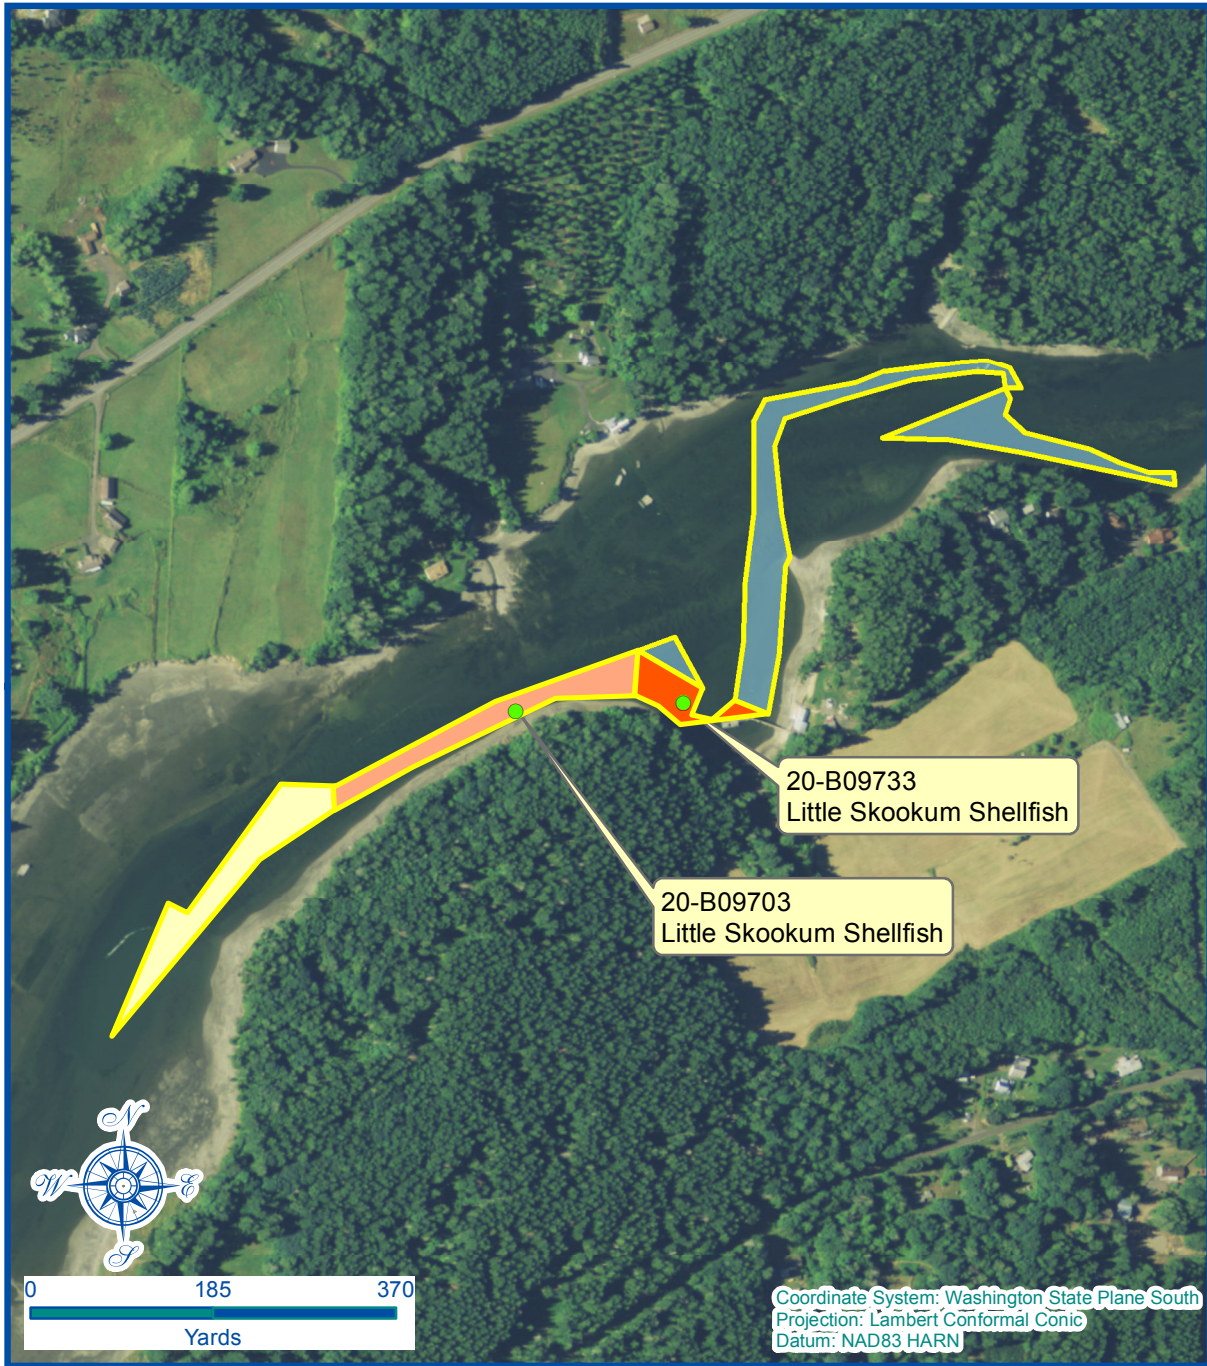 20-B09733
Little Skookum Shellfish
20-B09703
Little Skookum Shellfish
N
W E
S
0 185 370
Yards
Coordinate System: Washington State Plane South
Projection: Lambert Conformal Conic
Datum: NAD83 HARN